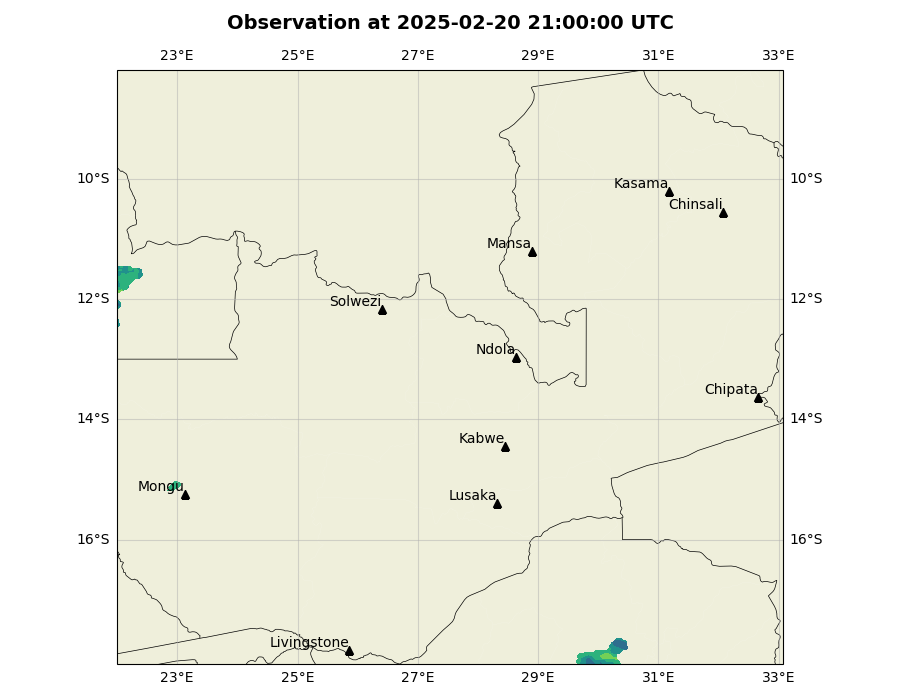 Observation at 2025-02-20 21:00:00 UTC
23°E 25°E 27°E 29°E 31°E 33°E
10°S 10°S
Kasama
Chinsali
Mansa
12°S 12°S
Solwezi
Ndola
Chipata
14°S 14°S
Kabwe
Mongu
Lusaka
16°S 16°S
Livingstone
23°E 25°E 27°E 29°E 31°E 33°E